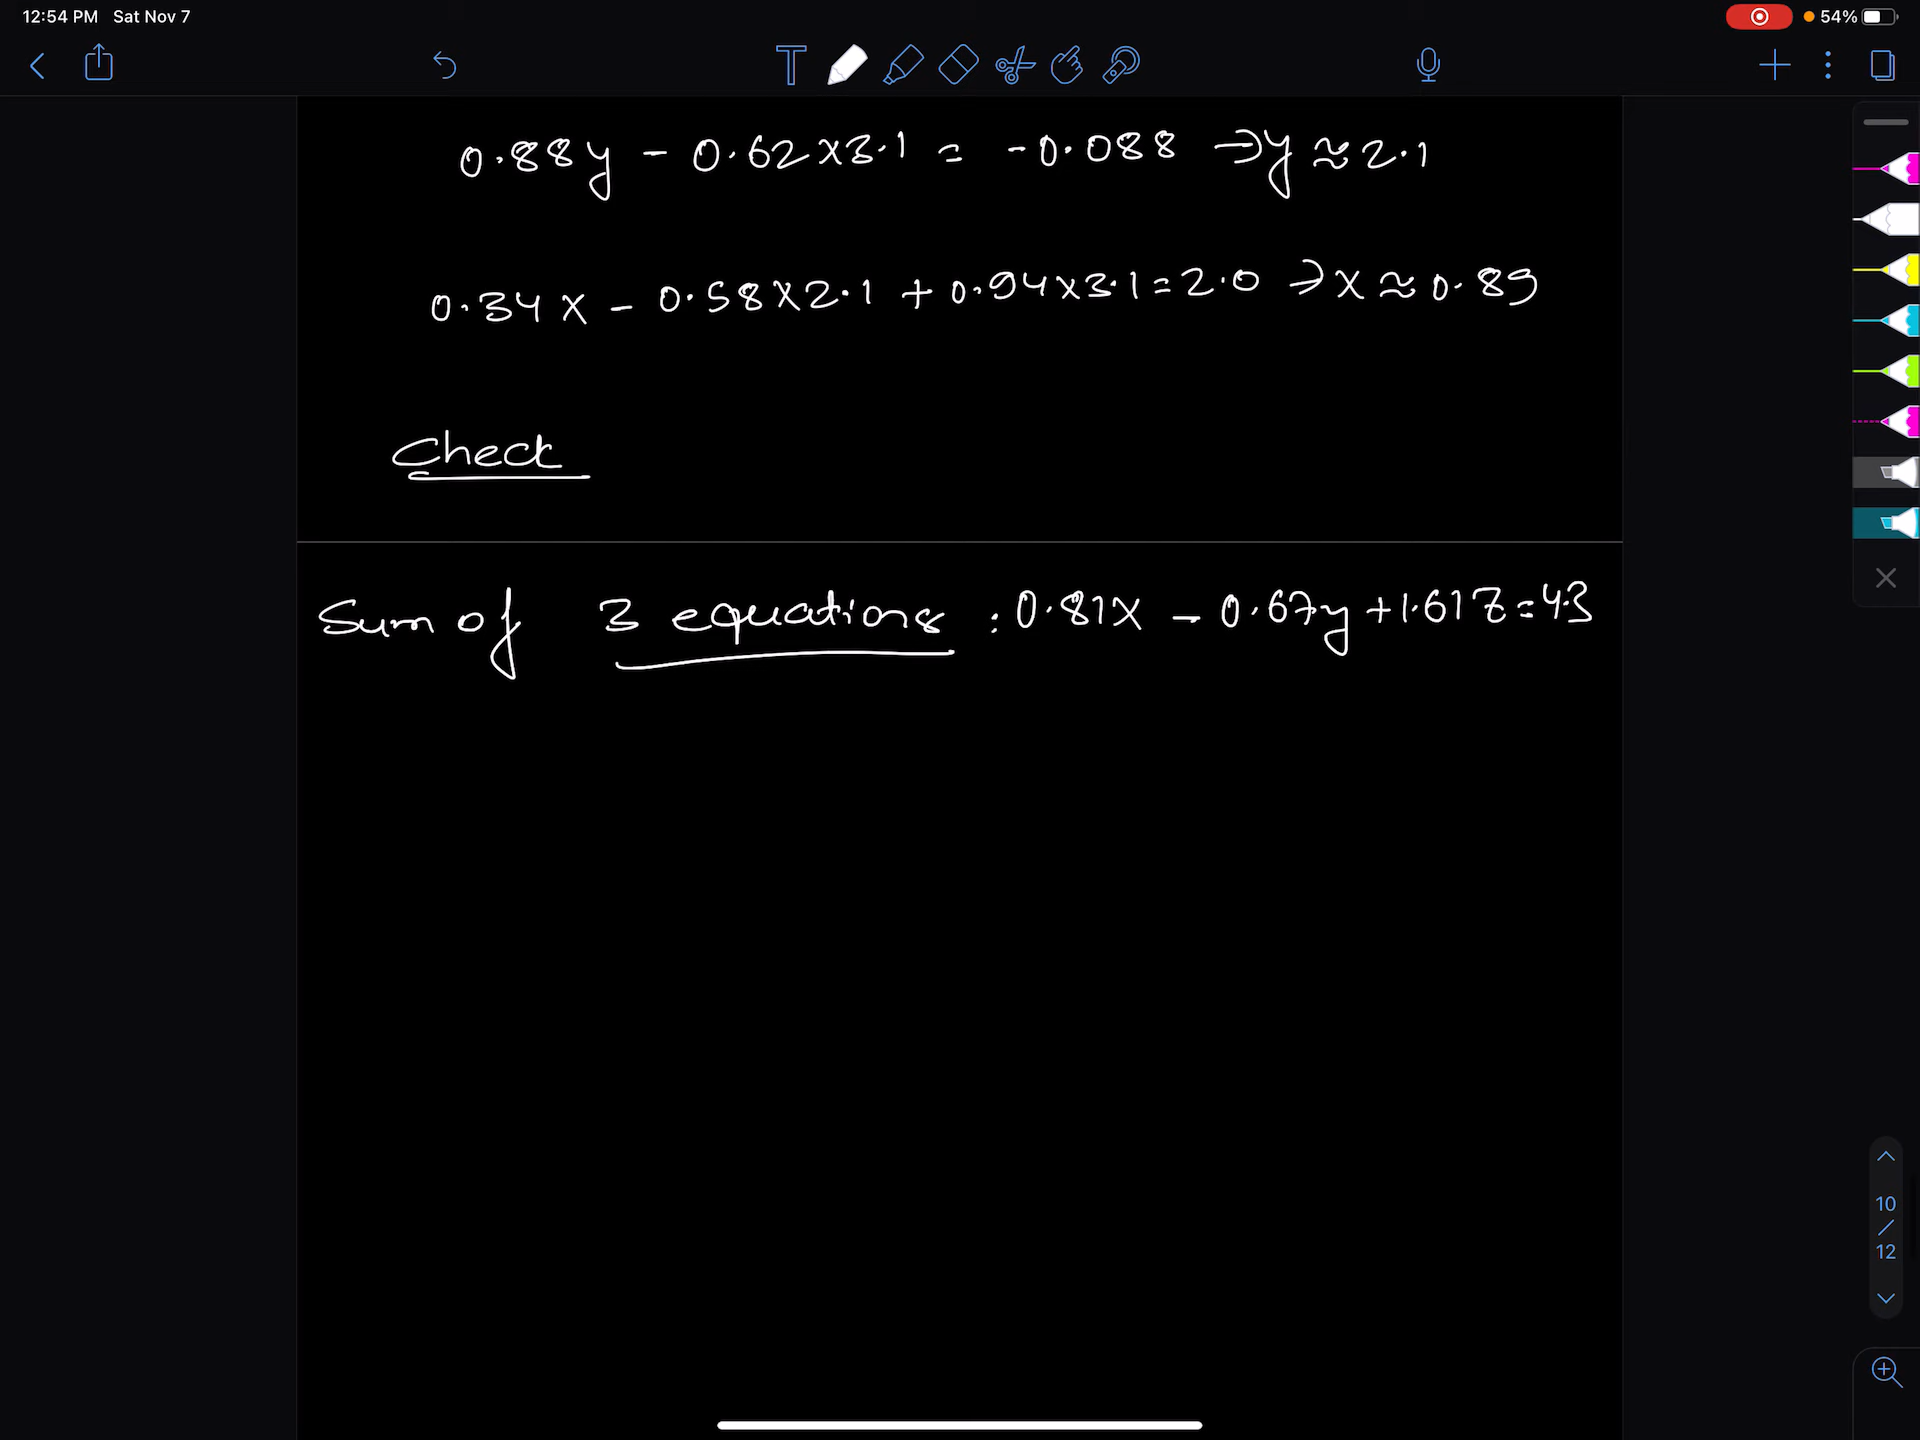 12:54 PM Sat Nov 7
54%
0.88y - 0.62×3.1 = -0.088 ⇒ y ≈ 2.1
0.34x - 0.58×2.1 + 0.94×3.1 = 2.0 ⇒ x ≈ 0.89
Check
Sum of 3 equations : 0.81x - 0.67y + 1.61z = 4.3
10
/
12